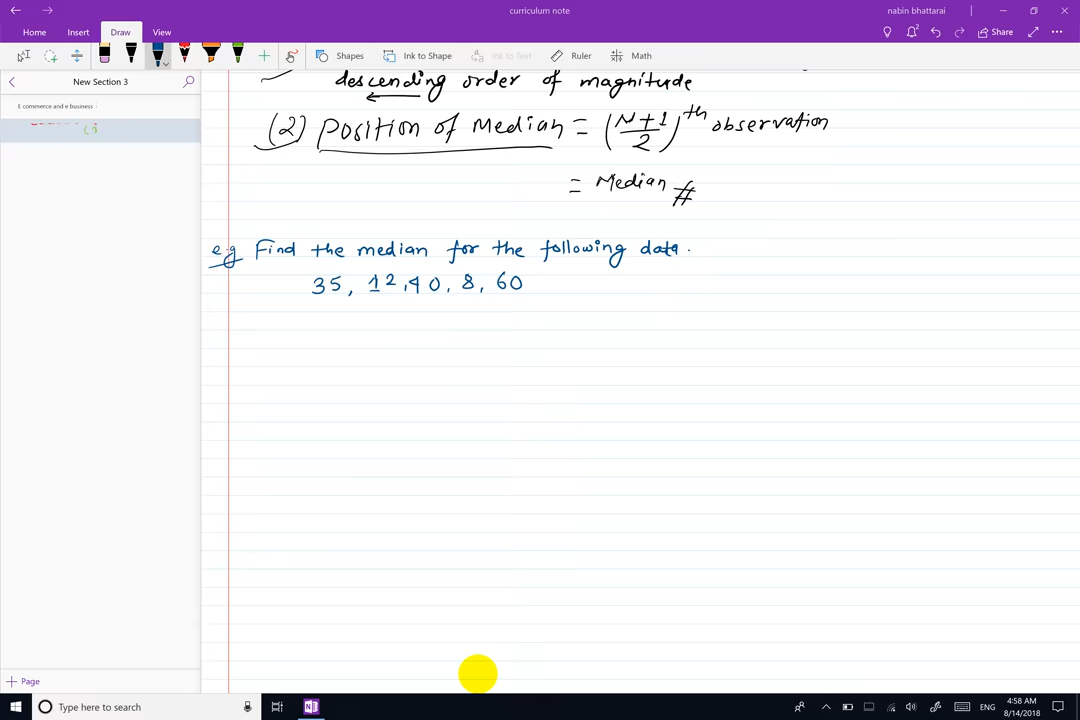 curriculum note
nabin bhattarai
Home Insert Draw View
Share
Shapes Ink to Shape Ink to Text Ruler Math
New Section 3
E commerce and e business :
descending order of magnitude
(2) Position of Median = (N+1/2)th observation
= Median #
e.g Find the median for the following data.
35, 12, 40, 8, 60
+ Page
Type here to search
ENG
4:58 AM
8/14/2018